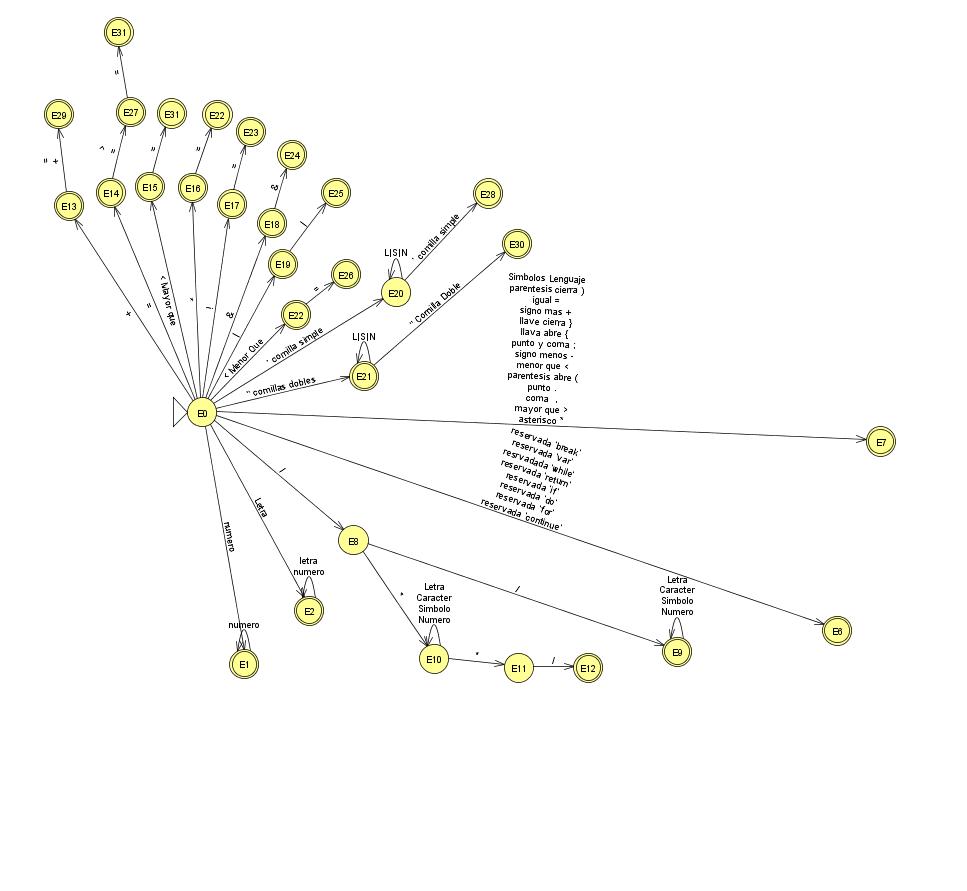 E31
=
E29
E27
E31
E22
E23
E24
= +
^ =
=
=
=
&
E25
E28
E13
E14
E15
E16
E17
E18
|
E19
E30
L|S|N
' comilla simple
E20
E26
=
E22
" Comilla Doble
+
=
< Mayor que
*
!
&
|
< Menor Que
' comilla simple
L|S|N
E21
" comillas dobles
E0
Simbolos Lenguaje
parentesis cierra )
igual =
signo mas +
llave cierra }
llava abre {
punto y coma ;
signo menos -
menor que <
parentesis abre (
punto .
coma ,
mayor que >
asterisco *
E7
reservada 'break'
reservada 'var'
resrvadada 'while'
reservada 'return'
reservada 'if'
reservada 'do'
reservada 'for'
reservada 'continue'
/
Letra
numero
E8
letra
numero
E2
*
/
Letra
Caracter
Simbolo
Numero
Letra
Caracter
Simbolo
Numero
E6
numero
E1
E10
*
E11
/
E12
E9